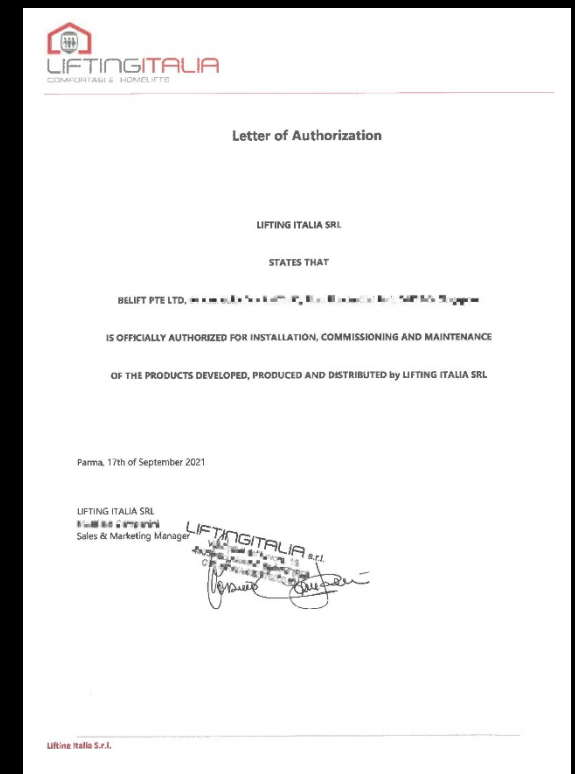 LIFTINGITALIA
COMFORTABLE HOMELIFTS
Letter of Authorization
LIFTING ITALIA SRL
STATES THAT
BELIFT PTE LTD,
IS OFFICIALLY AUTHORIZED FOR INSTALLATION, COMMISSIONING AND MAINTENANCE
OF THE PRODUCTS DEVELOPED, PRODUCED AND DISTRIBUTED by LIFTING ITALIA SRL
Parma, 17th of September 2021
LIFTING ITALIA SRL
Sales & Marketing Manager
LIFTINGITALIA s.r.l.
Lifting Italia S.r.l.